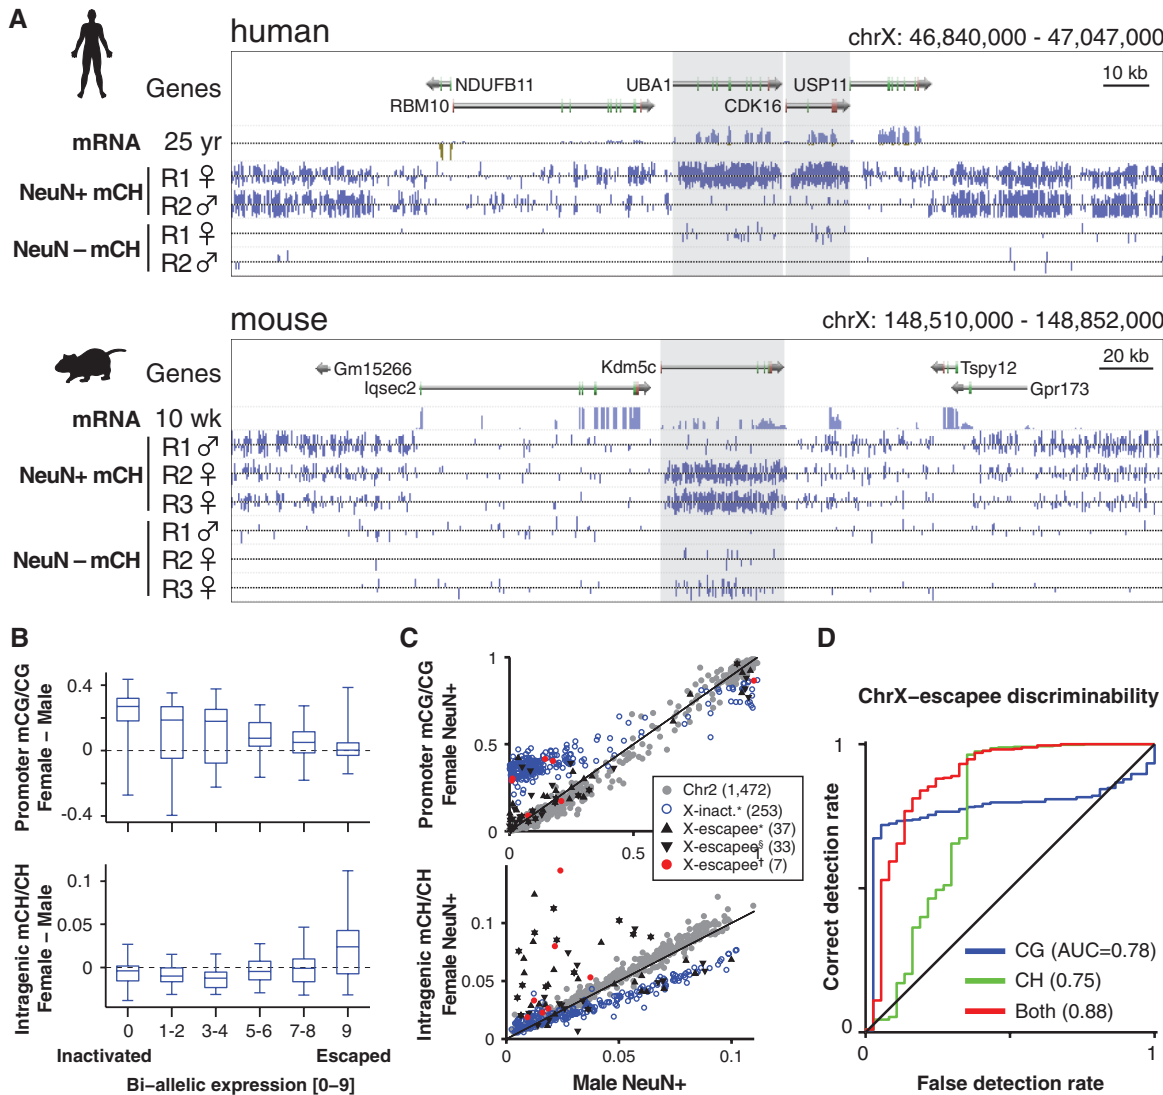 A
human
chrX: 46,840,000 - 47,047,000
10 kb
Genes
NDUFB11
UBA1
USP11
RBM10
CDK16
mRNA 25 yr
NeuN+ mCH
R1 ♀
R2 ♂
NeuN – mCH
R1 ♀
R2 ♂
mouse
chrX: 148,510,000 - 148,852,000
20 kb
Genes
Gm15266
Kdm5c
Tspy12
Iqsec2
Gpr173
mRNA 10 wk
NeuN+ mCH
R1 ♂
R2 ♀
R3 ♀
NeuN – mCH
R1 ♂
R2 ♀
R3 ♀
B
Promoter mCG/CG
Female – Male
0.4
0
-0.4
Intragenic mCH/CH
Female – Male
0.1
0.05
0
0 1-2 3-4 5-6 7-8 9
Inactivated Escaped
Bi–allelic expression [0–9]
C
Promoter mCG/CG
Female NeuN+
1
0.5
0
0 0.5 1
Chr2 (1,472)
X-inact.* (253)
X-escapee* (37)
X-escapee§ (33)
X-escapee† (7)
Intragenic mCH/CH
Female NeuN+
0.1
0.05
0
0 0.05 0.1
Male NeuN+
D
ChrX–escapee discriminability
Correct detection rate
1
0
CG (AUC=0.78)
CH (0.75)
Both (0.88)
0 1
False detection rate